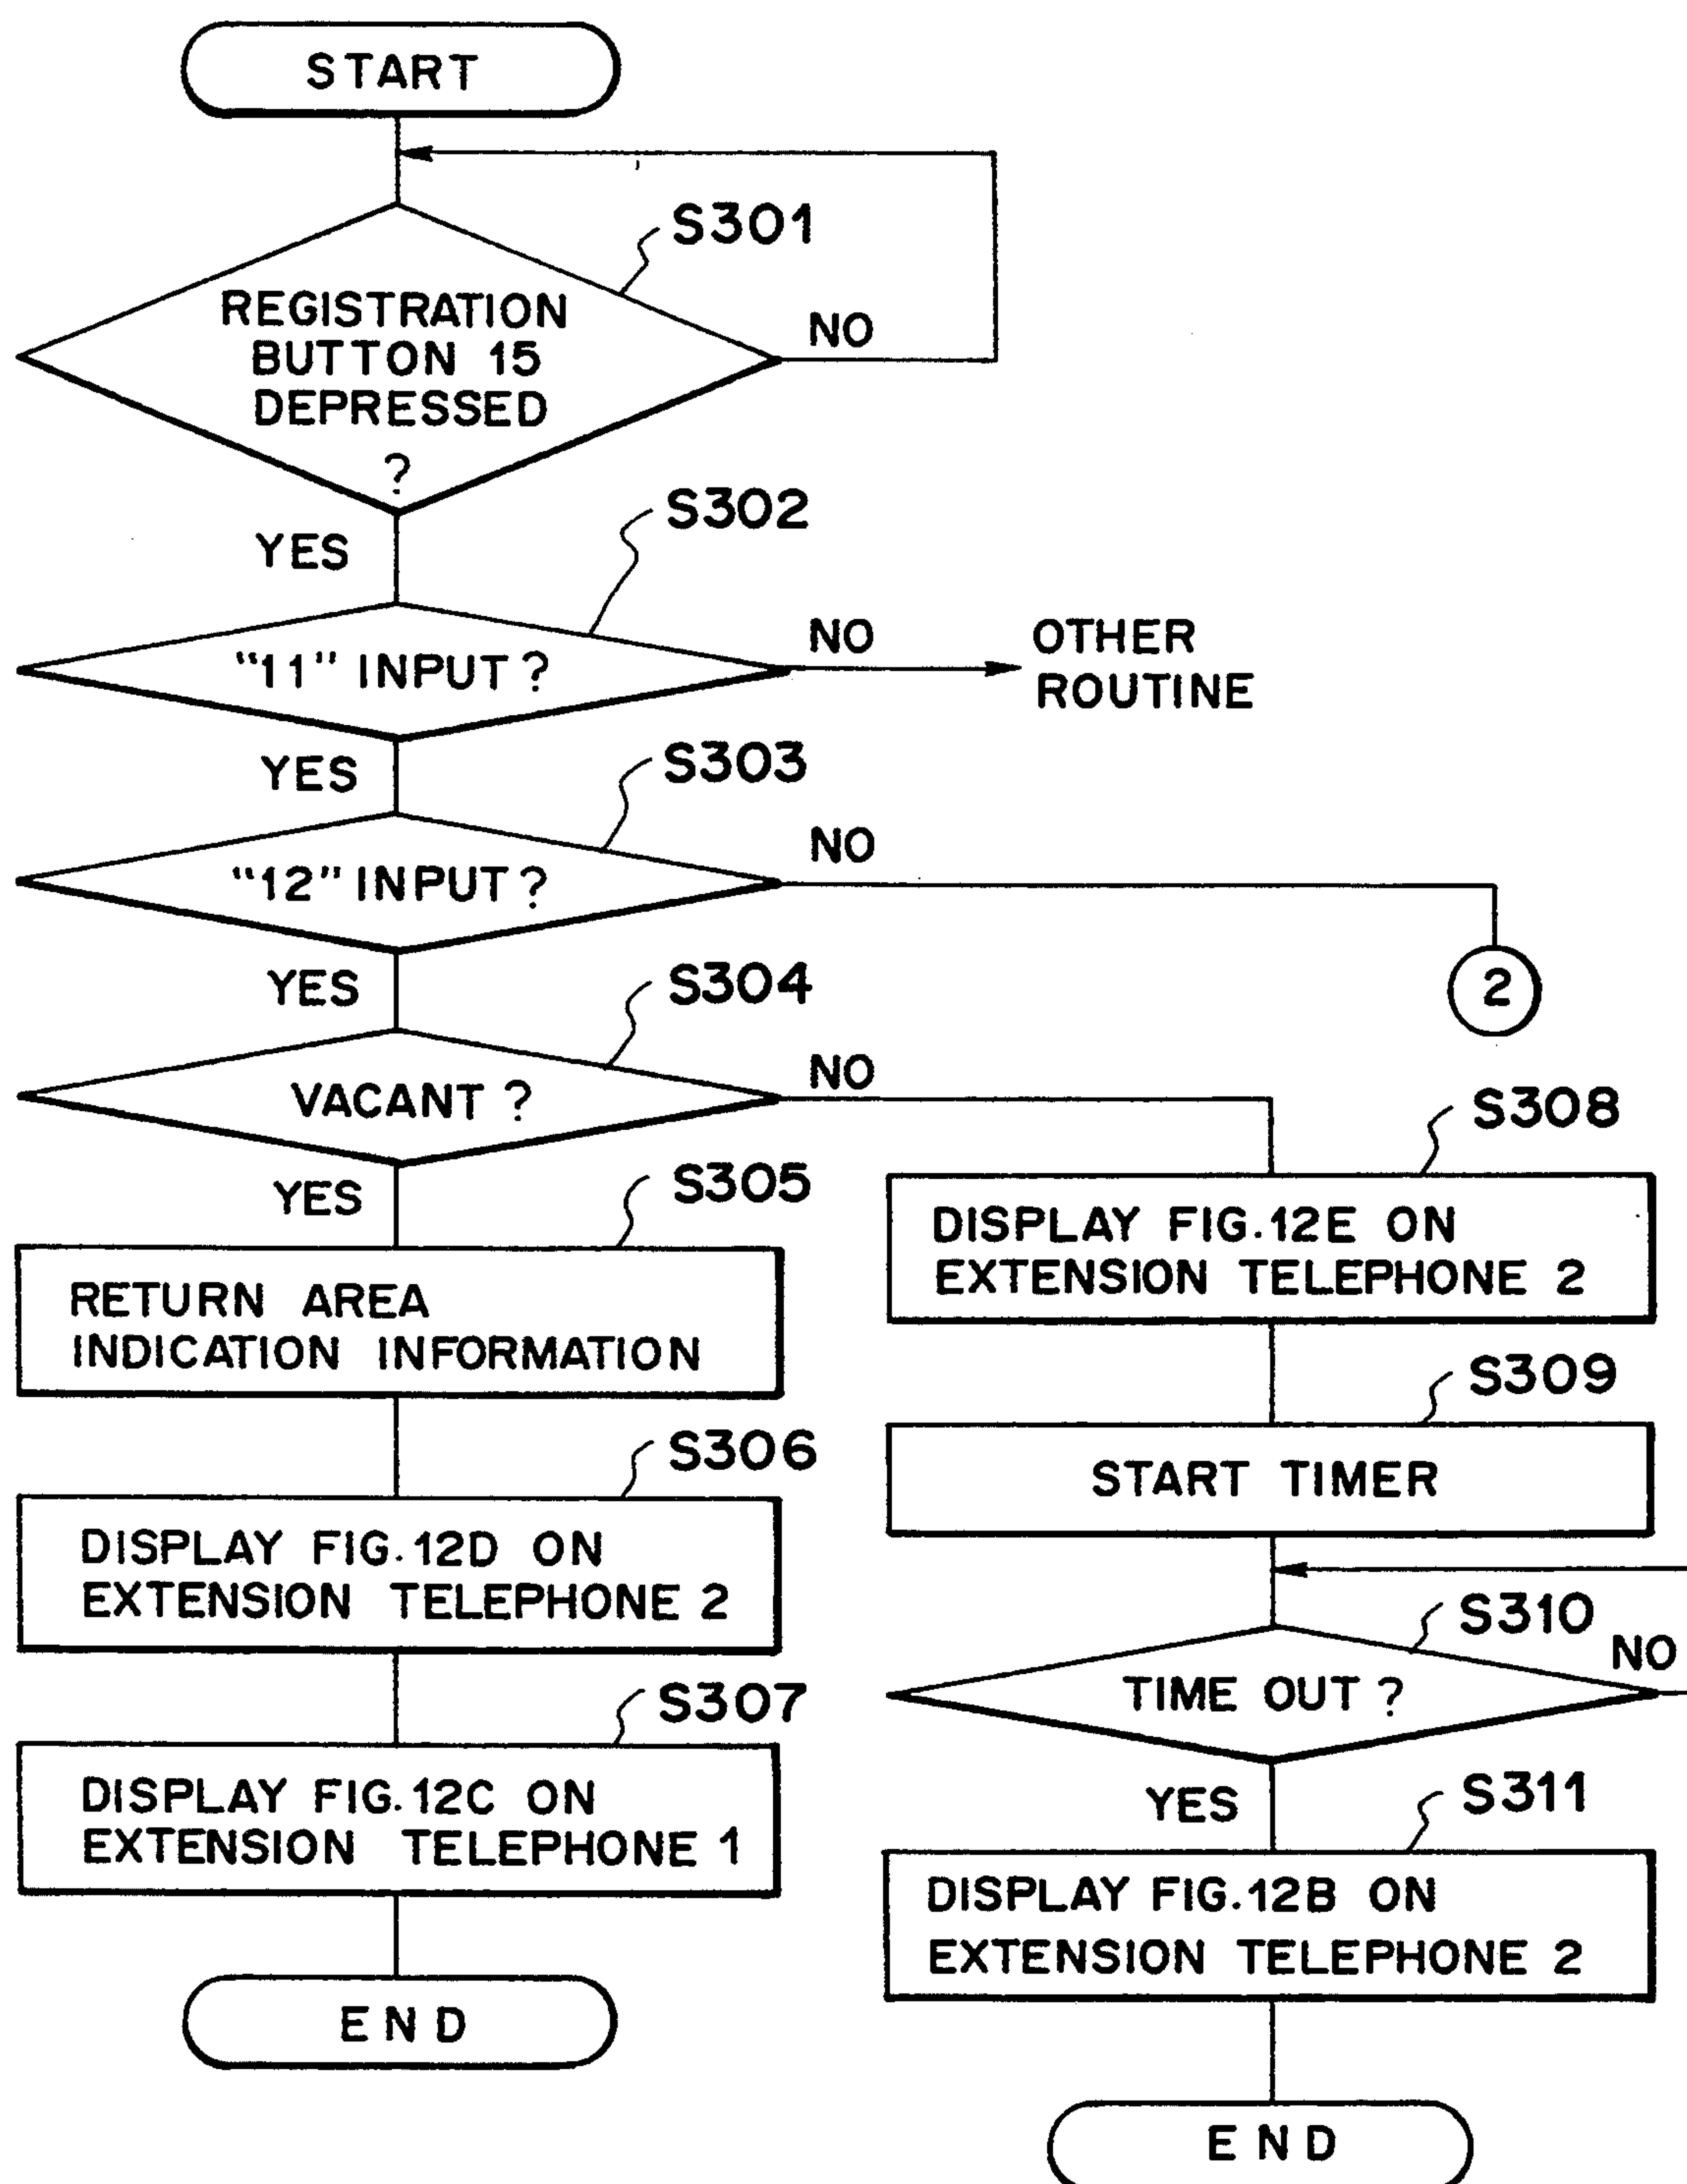 START
S301
REGISTRATION
BUTTON 15
DEPRESSED
?
NO
YES
S302
"11" INPUT ?
NO
OTHER
ROUTINE
YES
S303
"12" INPUT ?
NO
2
YES
S304
VACANT ?
NO
YES
S305
RETURN AREA
INDICATION INFORMATION
S306
DISPLAY FIG. 12D ON
EXTENSION TELEPHONE 2
S307
DISPLAY FIG. 12C ON
EXTENSION TELEPHONE 1
END
S308
DISPLAY FIG. 12E ON
EXTENSION TELEPHONE 2
S309
START TIMER
S310
TIME OUT ?
NO
YES
S311
DISPLAY FIG. 12B ON
EXTENSION TELEPHONE 2
END